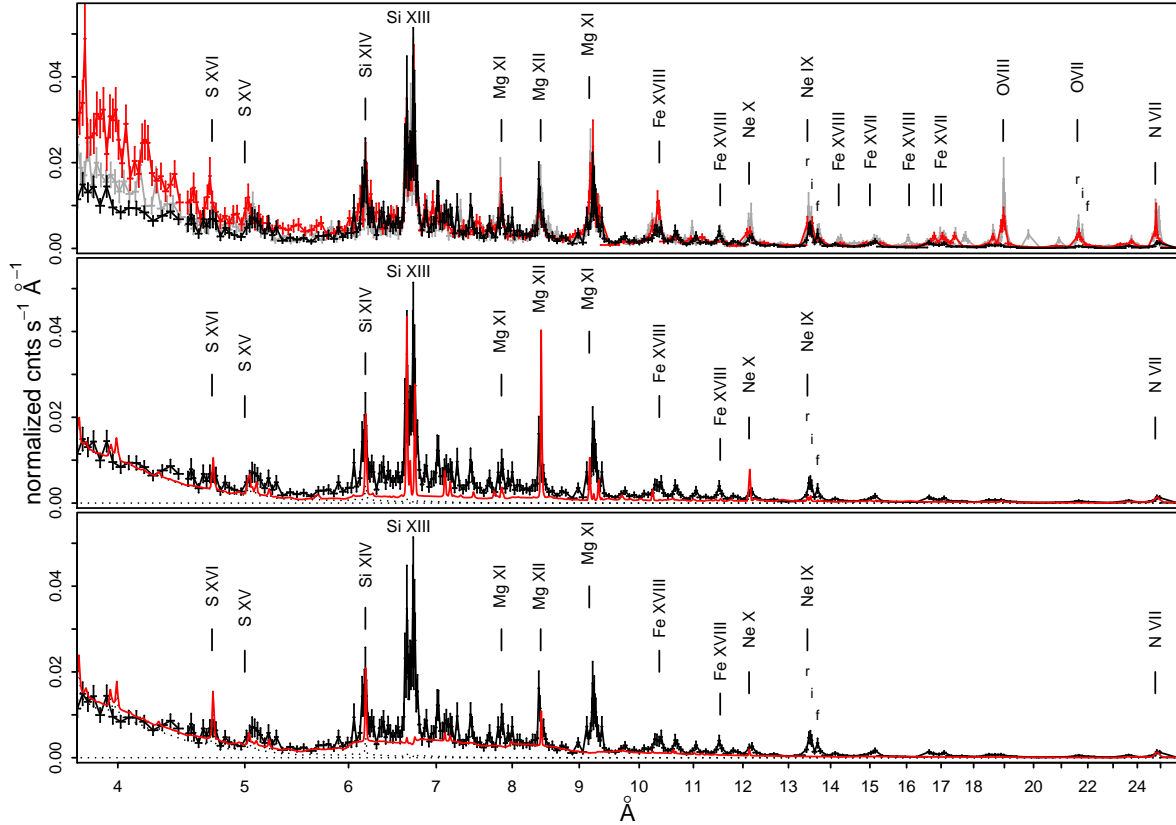 Si XIII
S XVI
S XV
Si XIV
Mg XI
Mg XII
Mg XI
Fe XVIII
Fe XVIII
Ne X
Ne IX
r
i
f
Fe XVIII
Fe XVII
Fe XVIII
Fe XVII
OVIII
OVII
r
i
f
N VII
0.00
0.02
0.04
Si XIII
S XVI
S XV
Si XIV
Mg XI
Mg XII
Mg XI
Fe XVIII
Fe XVIII
Ne X
Ne IX
r
i
f
N VII
0.00
0.02
0.04
normalized cnts s⁻¹ Å⁻¹
Si XIII
S XVI
S XV
Si XIV
Mg XI
Mg XII
Mg XI
Fe XVIII
Fe XVIII
Ne X
Ne IX
r
i
f
N VII
0.00
0.02
0.04
4 5 6 7 8 9 10 11 12 13 14 15 16 17 18 20 22 24
Å